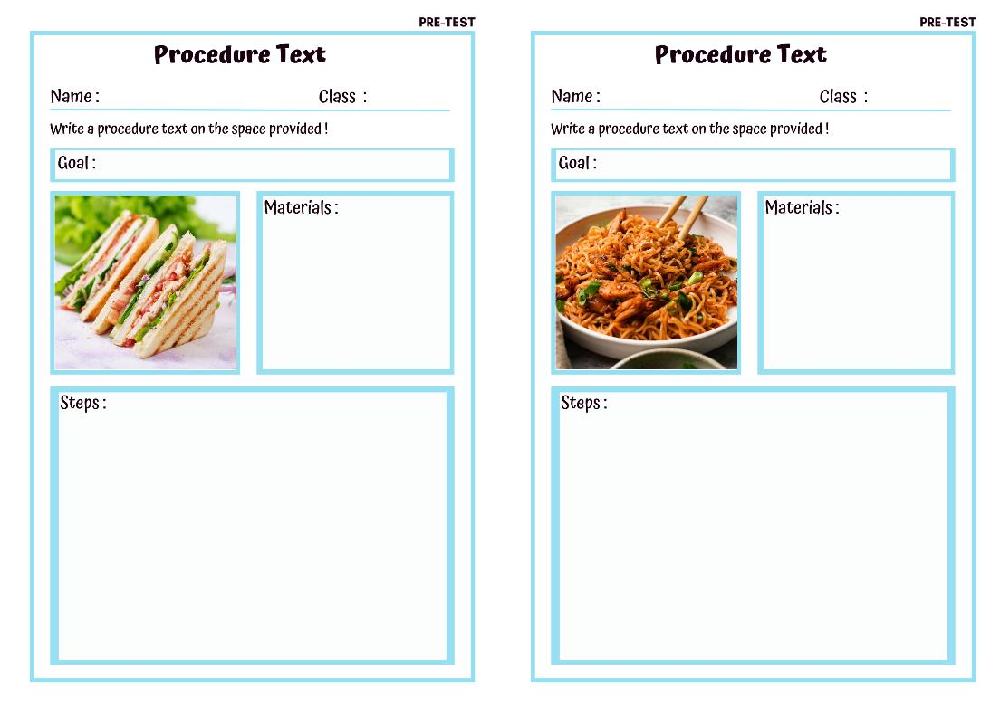 PRE-TEST
Procedure Text
Name :
Class :
Write a procedure text on the space provided !
Goal :
Materials :
Steps :
PRE-TEST
Procedure Text
Name :
Class :
Write a procedure text on the space provided !
Goal :
Materials :
Steps :